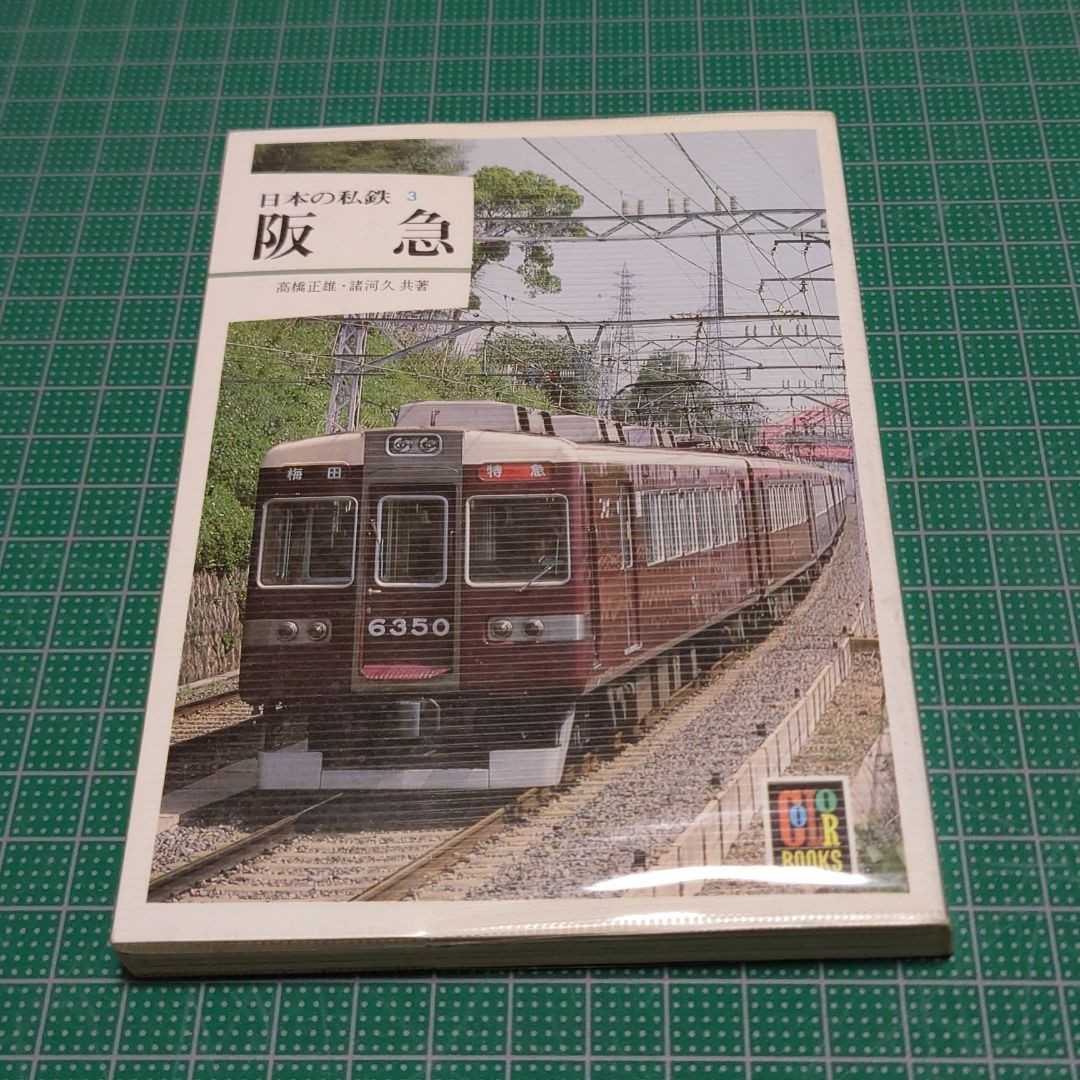 日本の私鉄 3
阪急
高橋正雄・諸河久 共著
梅田
特急
6350
COLOR
BOOKS